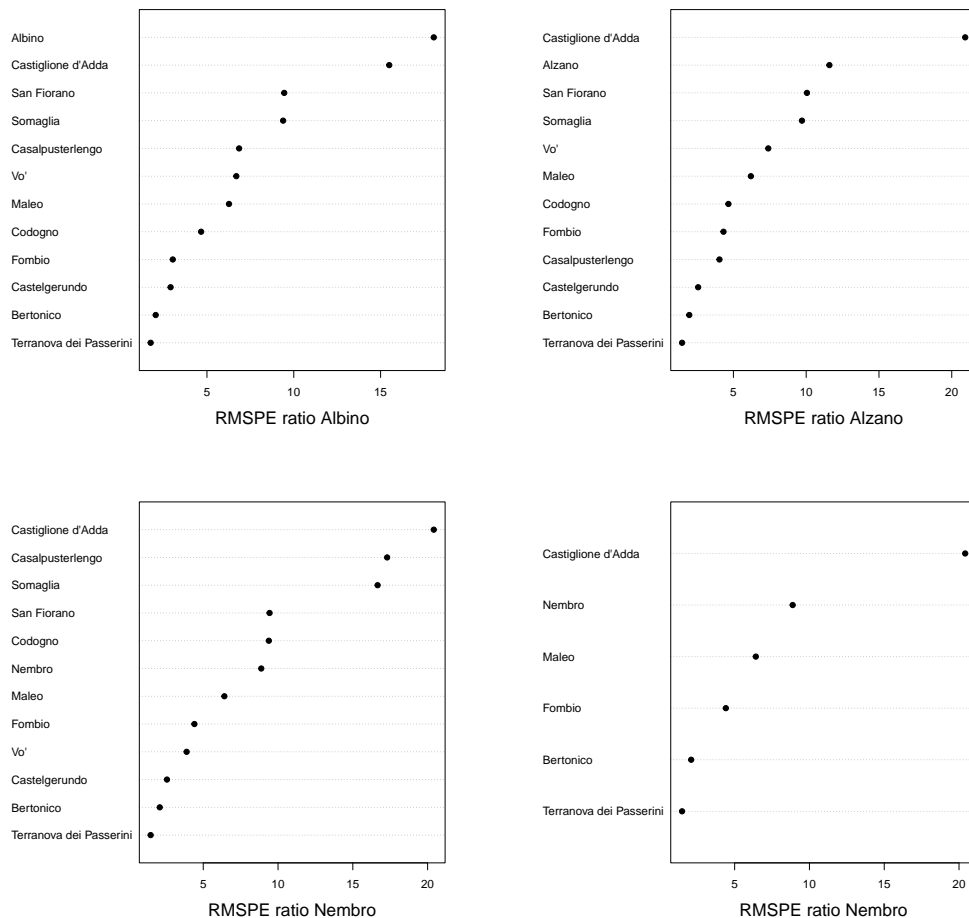 Albino
Castiglione d'Adda
San Fiorano
Somaglia
Casalpusterlengo
Vo'
Maleo
Codogno
Fombio
Castelgerundo
Bertonico
Terranova dei Passerini
5 10 15
RMSPE ratio Albino
Castiglione d'Adda
Alzano
San Fiorano
Somaglia
Vo'
Maleo
Codogno
Fombio
Casalpusterlengo
Castelgerundo
Bertonico
Terranova dei Passerini
5 10 15 20
RMSPE ratio Alzano
Castiglione d'Adda
Casalpusterlengo
Somaglia
San Fiorano
Codogno
Nembro
Maleo
Fombio
Vo'
Castelgerundo
Bertonico
Terranova dei Passerini
5 10 15 20
RMSPE ratio Nembro
Castiglione d'Adda
Nembro
Maleo
Fombio
Bertonico
Terranova dei Passerini
5 10 15 20
RMSPE ratio Nembro